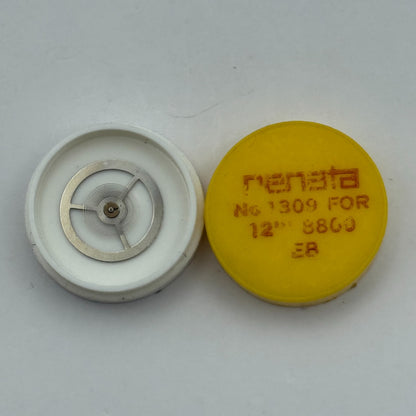 renata
No 1309 FOR
12''' 8800
EB